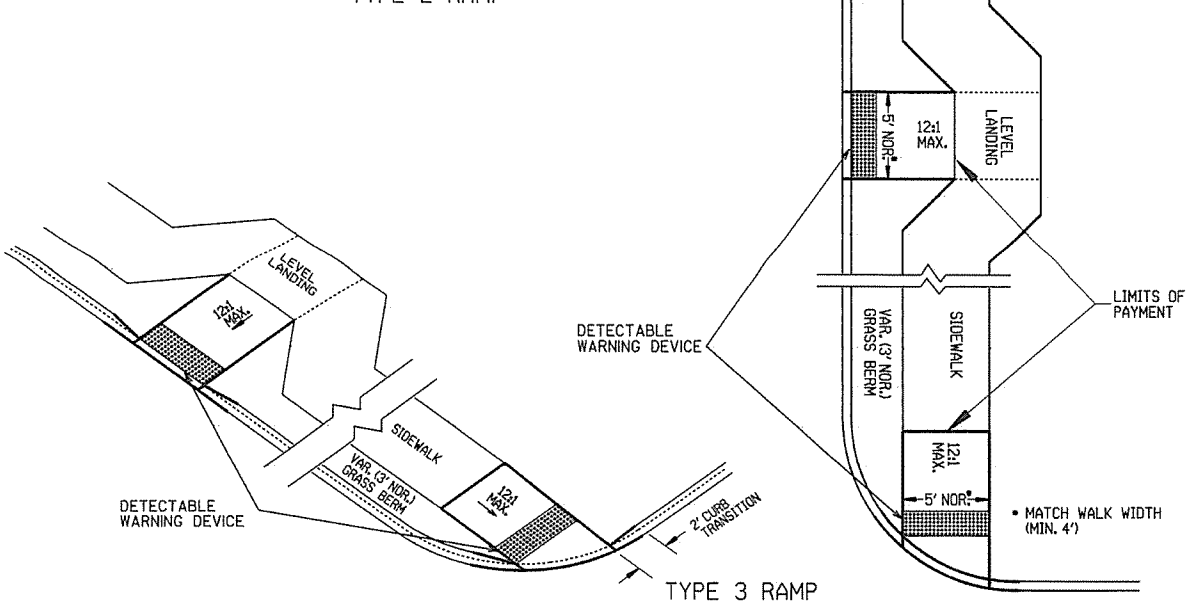 TYPE 2 RAMP
LEVEL
LANDING
12:1
MAX.
DETECTABLE
WARNING DEVICE
SIDEWALK
VAR. (3' NOR.)
GRASS BERM
12:1
MAX.
2' CURB
TRANSITION
TYPE 3 RAMP
5' NOR.*
12:1
MAX.
LEVEL
LANDING
DETECTABLE
WARNING DEVICE
VAR. (3' NOR.)
GRASS BERM
SIDEWALK
LIMITS OF
PAYMENT
12:1
MAX.
5' NOR.*
* MATCH WALK WIDTH
(MIN. 4')